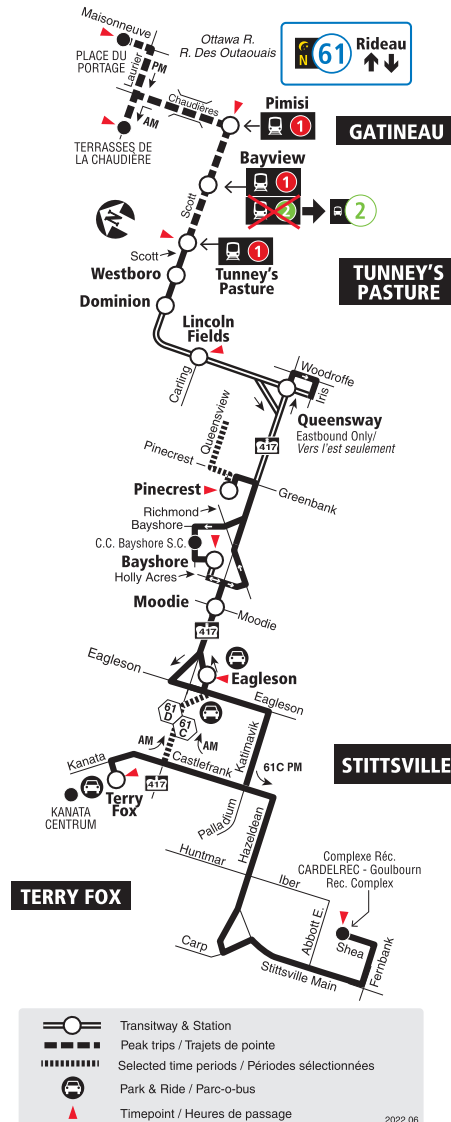 Maisonneuve
Ottawa R.
R. Des Outaouais
N 61 Rideau
PLACE DU
PORTAGE
Laurier
PM
Chaudières
Pimisi
1
GATINEAU
AM
TERRASSES DE
LA CHAUDIÈRE
Bayview
1
2
2
Scott
N
Scott
1
Tunney's
Pasture
TUNNEY'S
PASTURE
Westboro
Dominion
Lincoln
Fields
Carling
Woodroffe
Iris
Queensway
Eastbound Only/
Vers l'est seulement
Queensview
417
Pinecrest
Pinecrest
Greenbank
Richmond
Bayshore
C.C. Bayshore S.C.
Bayshore
Holly Acres
Moodie
Moodie
417
Eagleson
Eagleson
Eagleson
61
D
61
C
AM
AM
Katimavik
61C PM
STITTSVILLE
Kanata
Castlefrank
417
Terry
Fox
KANATA
CENTRUM
Palladium
Hazeldean
Huntmar
Iber
Complexe Réc.
CARDELREC - Goulbourn
Rec. Complex
TERRY FOX
Abbott E.
Shea
Fernbank
Carp
Stittsville Main
Transitway & Station
Peak trips / Trajets de pointe
Selected time periods / Périodes sélectionnées
Park & Ride / Parc-o-bus
Timepoint / Heures de passage
2022.06